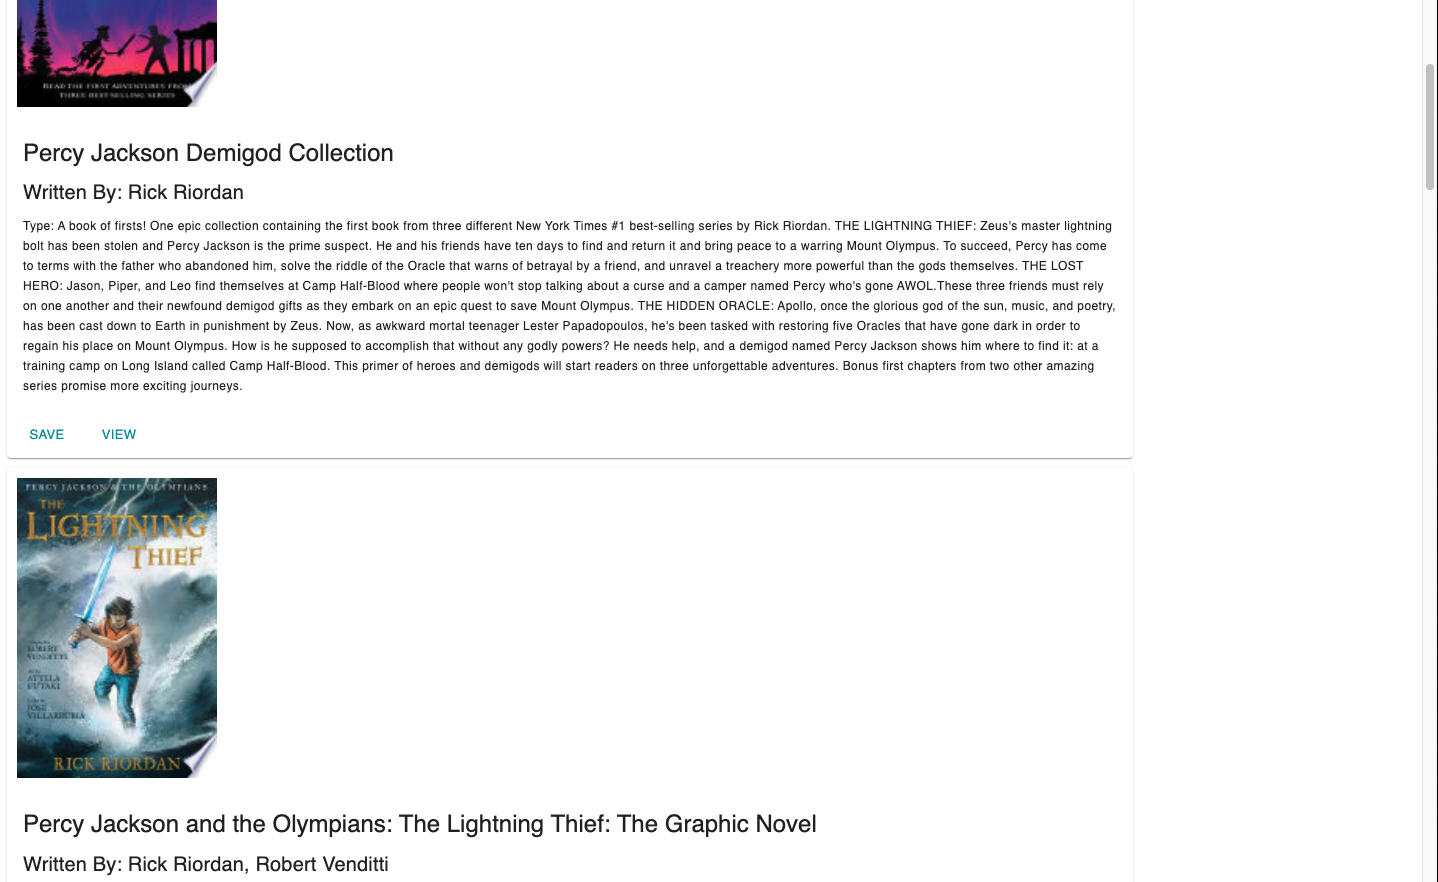 READ THE FIRST ADVENTURES FROM
THREE BEST-SELLING SERIES
Percy Jackson Demigod Collection
Written By: Rick Riordan
Type: A book of firsts! One epic collection containing the first book from three different New York Times #1 best-selling series by Rick Riordan. THE LIGHTNING THIEF: Zeus's master lightning
bolt has been stolen and Percy Jackson is the prime suspect. He and his friends have ten days to find and return it and bring peace to a warring Mount Olympus. To succeed, Percy has come
to terms with the father who abandoned him, solve the riddle of the Oracle that warns of betrayal by a friend, and unravel a treachery more powerful than the gods themselves. THE LOST
HERO: Jason, Piper, and Leo find themselves at Camp Half-Blood where people won't stop talking about a curse and a camper named Percy who's gone AWOL.These three friends must rely
on one another and their newfound demigod gifts as they embark on an epic quest to save Mount Olympus. THE HIDDEN ORACLE: Apollo, once the glorious god of the sun, music, and poetry,
has been cast down to Earth in punishment by Zeus. Now, as awkward mortal teenager Lester Papadopoulos, he's been tasked with restoring five Oracles that have gone dark in order to
regain his place on Mount Olympus. How is he supposed to accomplish that without any godly powers? He needs help, and a demigod named Percy Jackson shows him where to find it: at a
training camp on Long Island called Camp Half-Blood. This primer of heroes and demigods will start readers on three unforgettable adventures. Bonus first chapters from two other amazing
series promise more exciting journeys.
SAVE VIEW
PERCY JACKSON & THE OLYMPIANS
THE
LIGHTNING
THIEF
ROBERT
VENDITTI
ATTILA
FUTAKI
JOSE
VILLARRUBIA
RICK RIORDAN
Percy Jackson and the Olympians: The Lightning Thief: The Graphic Novel
Written By: Rick Riordan, Robert Venditti